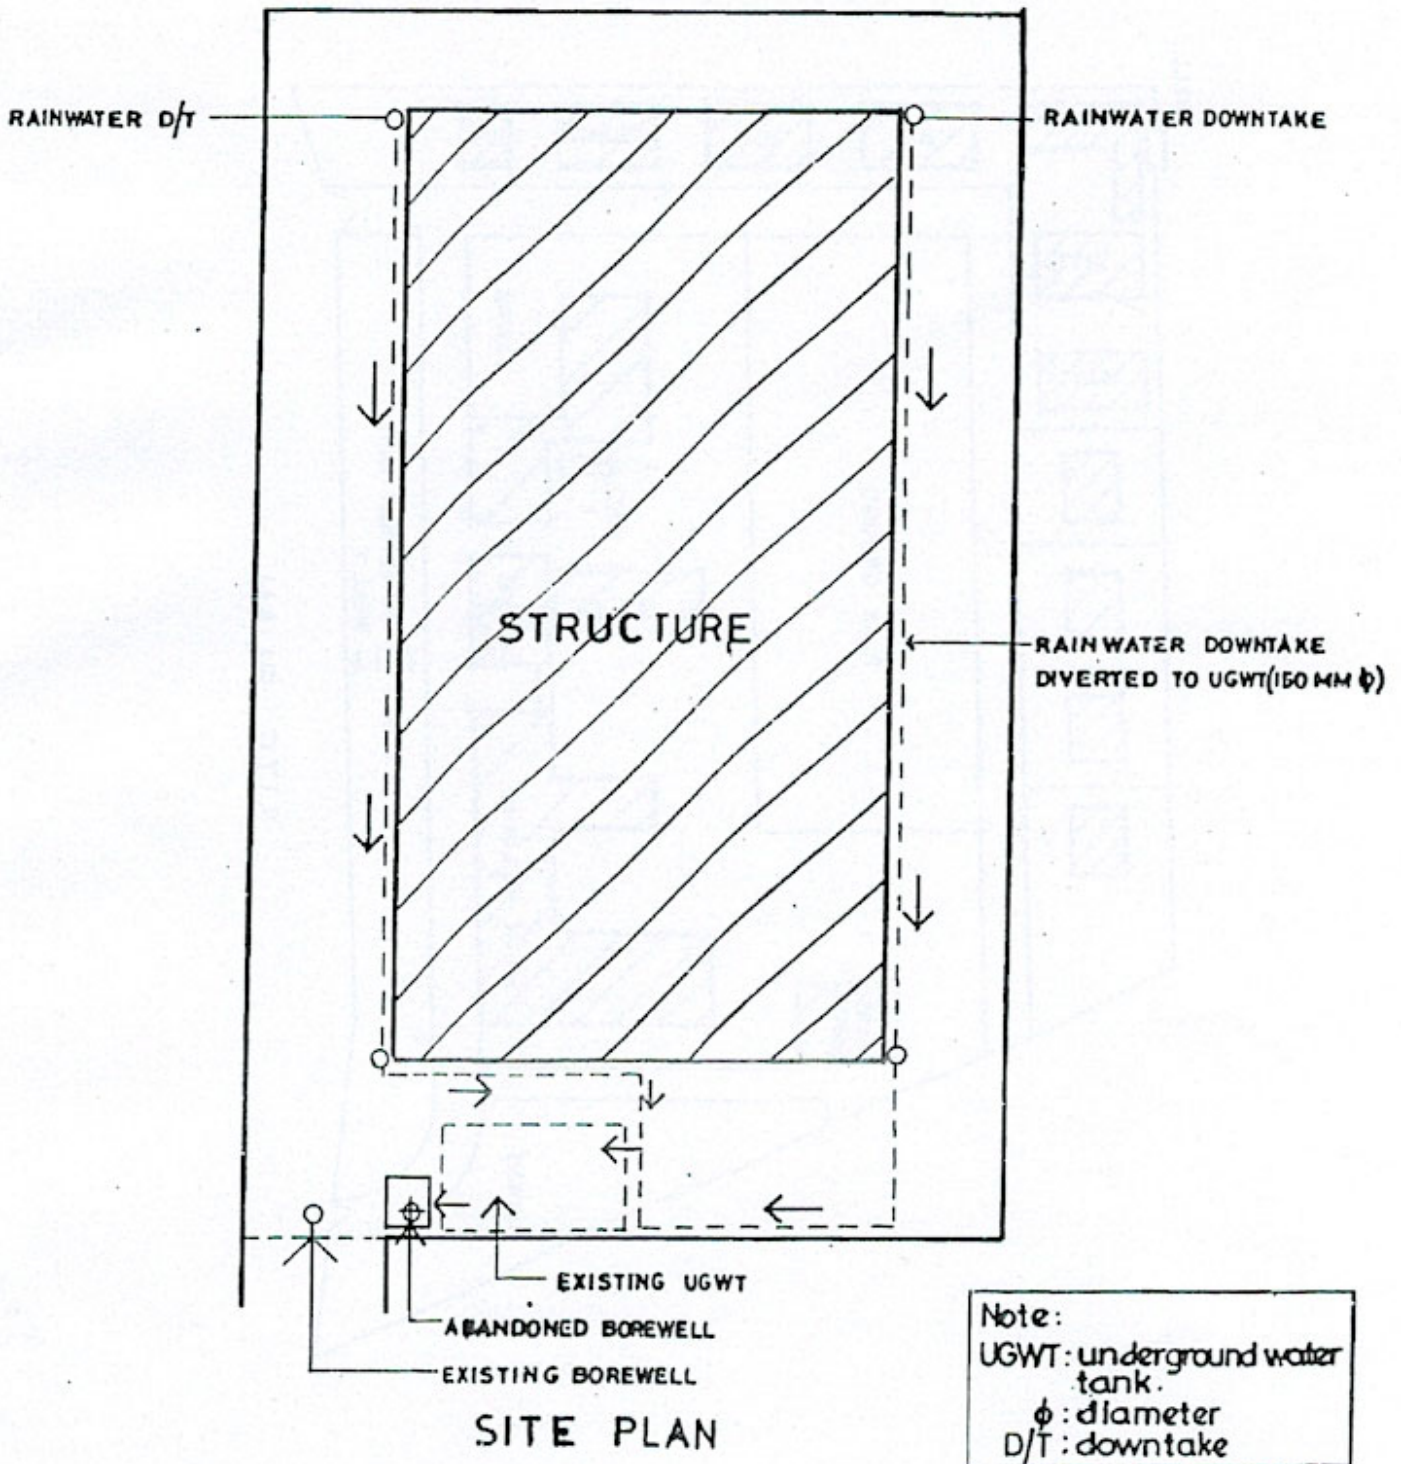 RAINWATER D/T
RAINWATER DOWNTAKE
STRUCTURE
RAINWATER DOWNTAKE
DIVERTED TO UGWT(150 MM ϕ)
EXISTING UGWT
ABANDONED BOREWELL
EXISTING BOREWELL
SITE PLAN
Note:
UGWT: underground water
tank.
ϕ: diameter
D/T: downtake